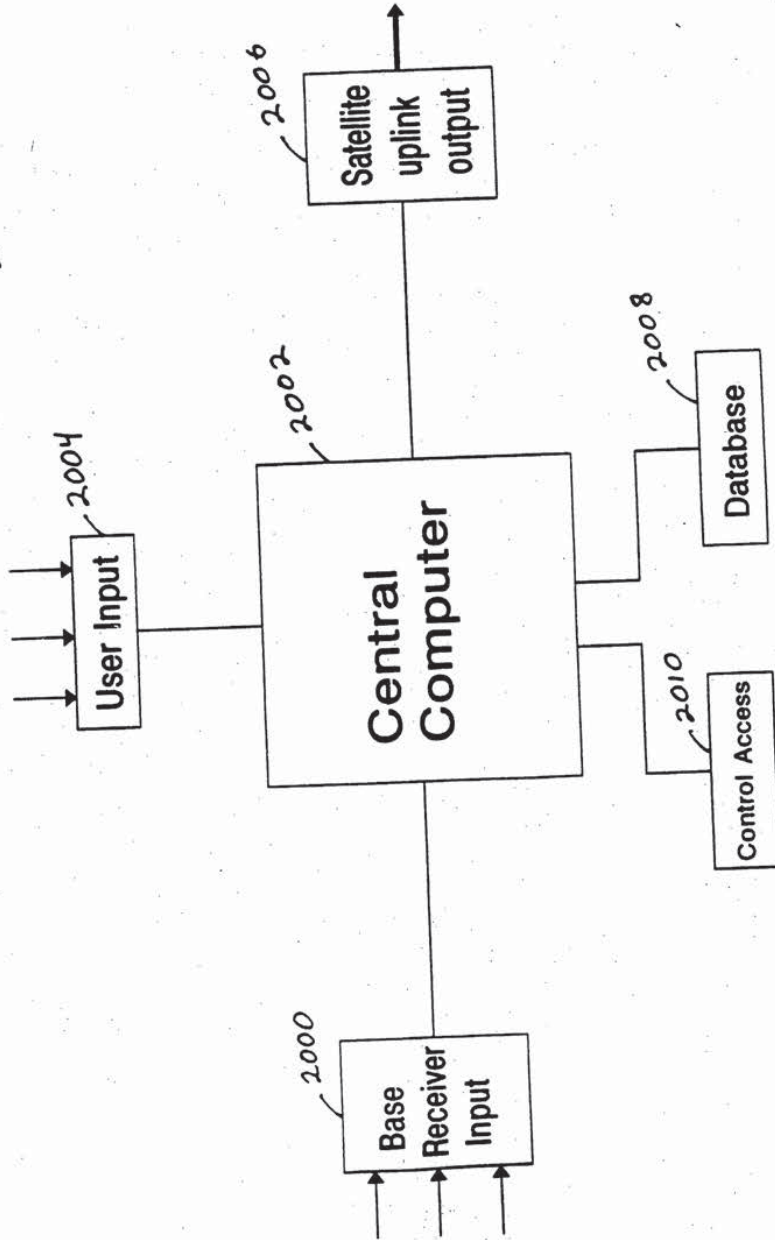 2004
User Input
2000
Base
Receiver
Input
2002
Central
Computer
2006
Satellite
uplink
output
2010
Control Access
2008
Database